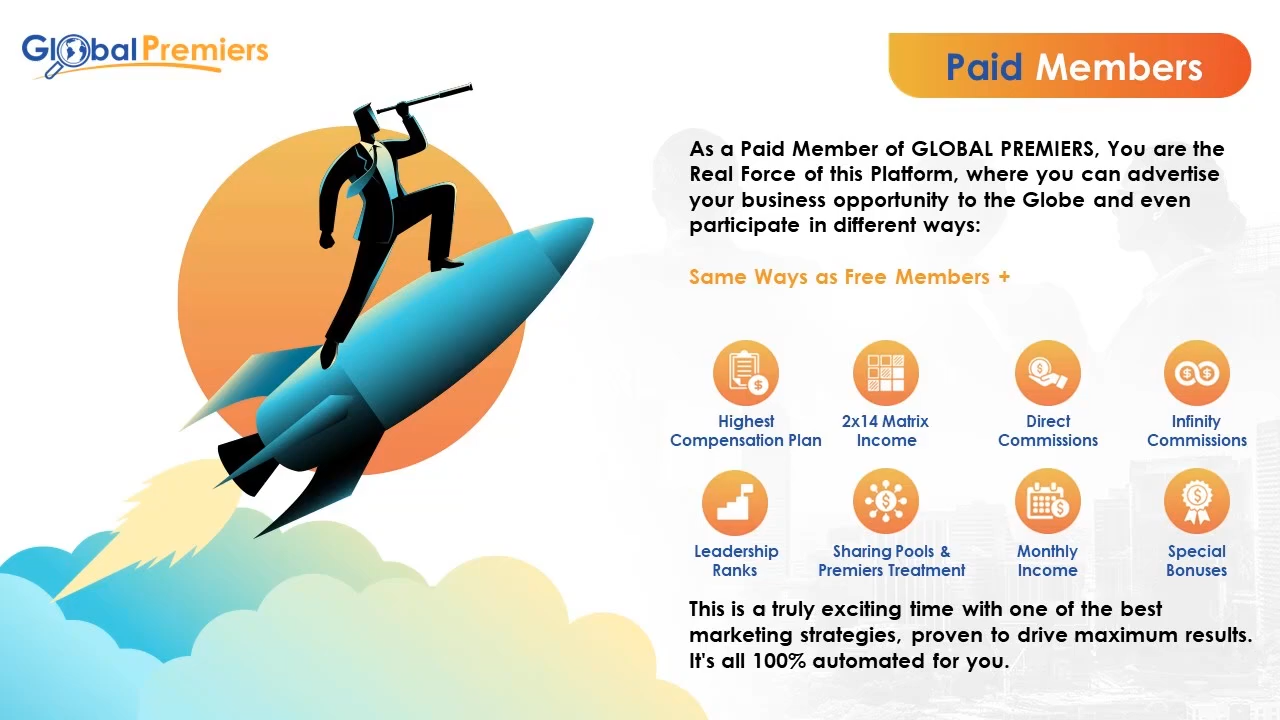 Global Premiers
Paid Members
As a Paid Member of GLOBAL PREMIERS, You are the
Real Force of this Platform, where you can advertise
your business opportunity to the Globe and even
participate in different ways:
Same Ways as Free Members +
Highest
Compensation Plan
2x14 Matrix
Income
Direct
Commissions
Infinity
Commissions
Leadership
Ranks
Sharing Pools &
Premiers Treatment
Monthly
Income
Special
Bonuses
This is a truly exciting time with one of the best
marketing strategies, proven to drive maximum results.
It's all 100% automated for you.